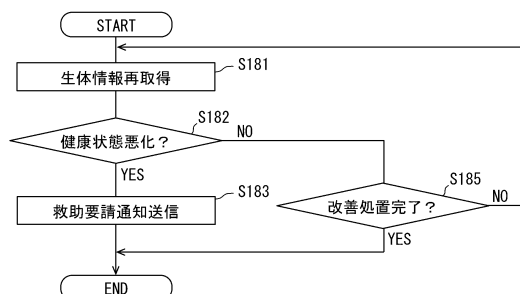 START
生体情報再取得
S181
健康状態悪化？
S182
NO
YES
救助要請通知送信
S183
改善処置完了？
S185
NO
YES
END